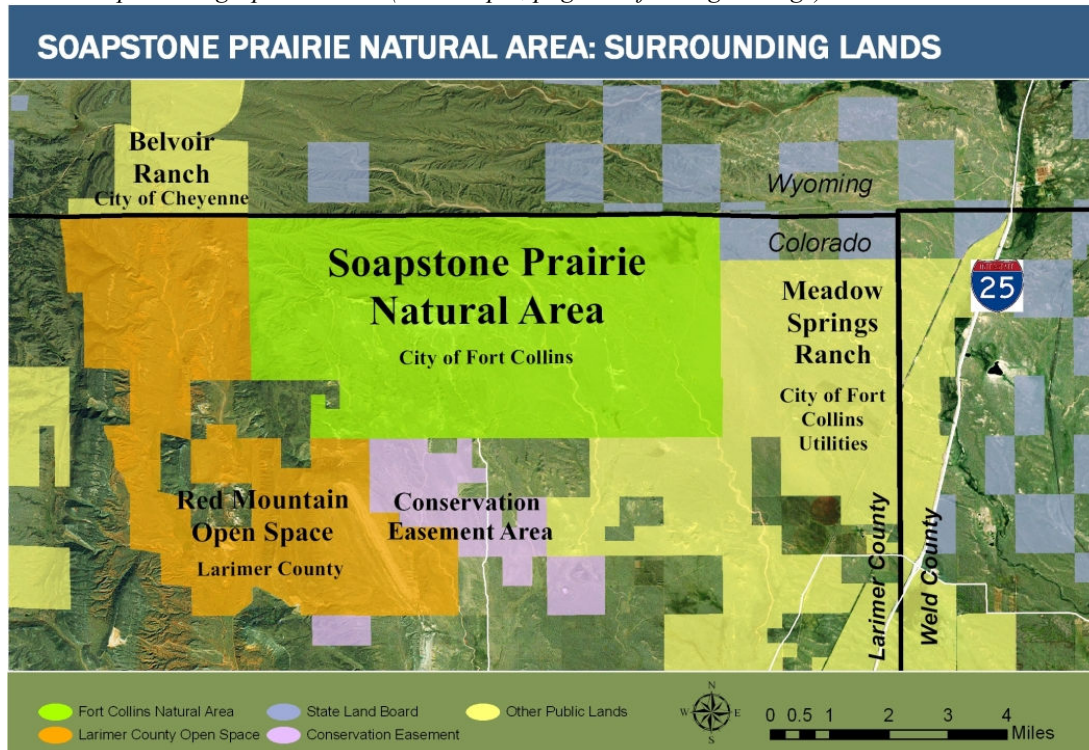 SOAPSTONE PRAIRIE NATURAL AREA: SURROUNDING LANDS
Belvoir
Ranch
City of Cheyenne
Wyoming
Colorado
Soapstone Prairie
Natural Area
City of Fort Collins
25
Meadow
Springs
Ranch
City of Fort
Collins
Utilities
Red Mountain
Open Space
Larimer County
Conservation
Easement Area
Larimer County
Weld County
Fort Collins Natural Area
State Land Board
Other Public Lands
Larimer County Open Space
Conservation Easement
N
W
E
S
0 0.5 1 2 3 4
Miles